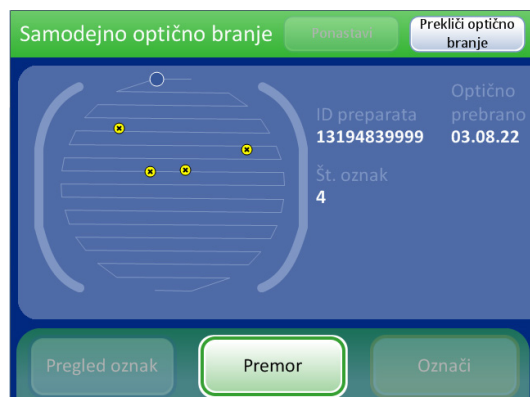 Samodejno optično branje
Ponastavi
Prekliči optično
branje
ID preparata
13194839999
Optično
prebrano
03.08.22
Št. oznak
4
Pregled oznak
Premor
Označi